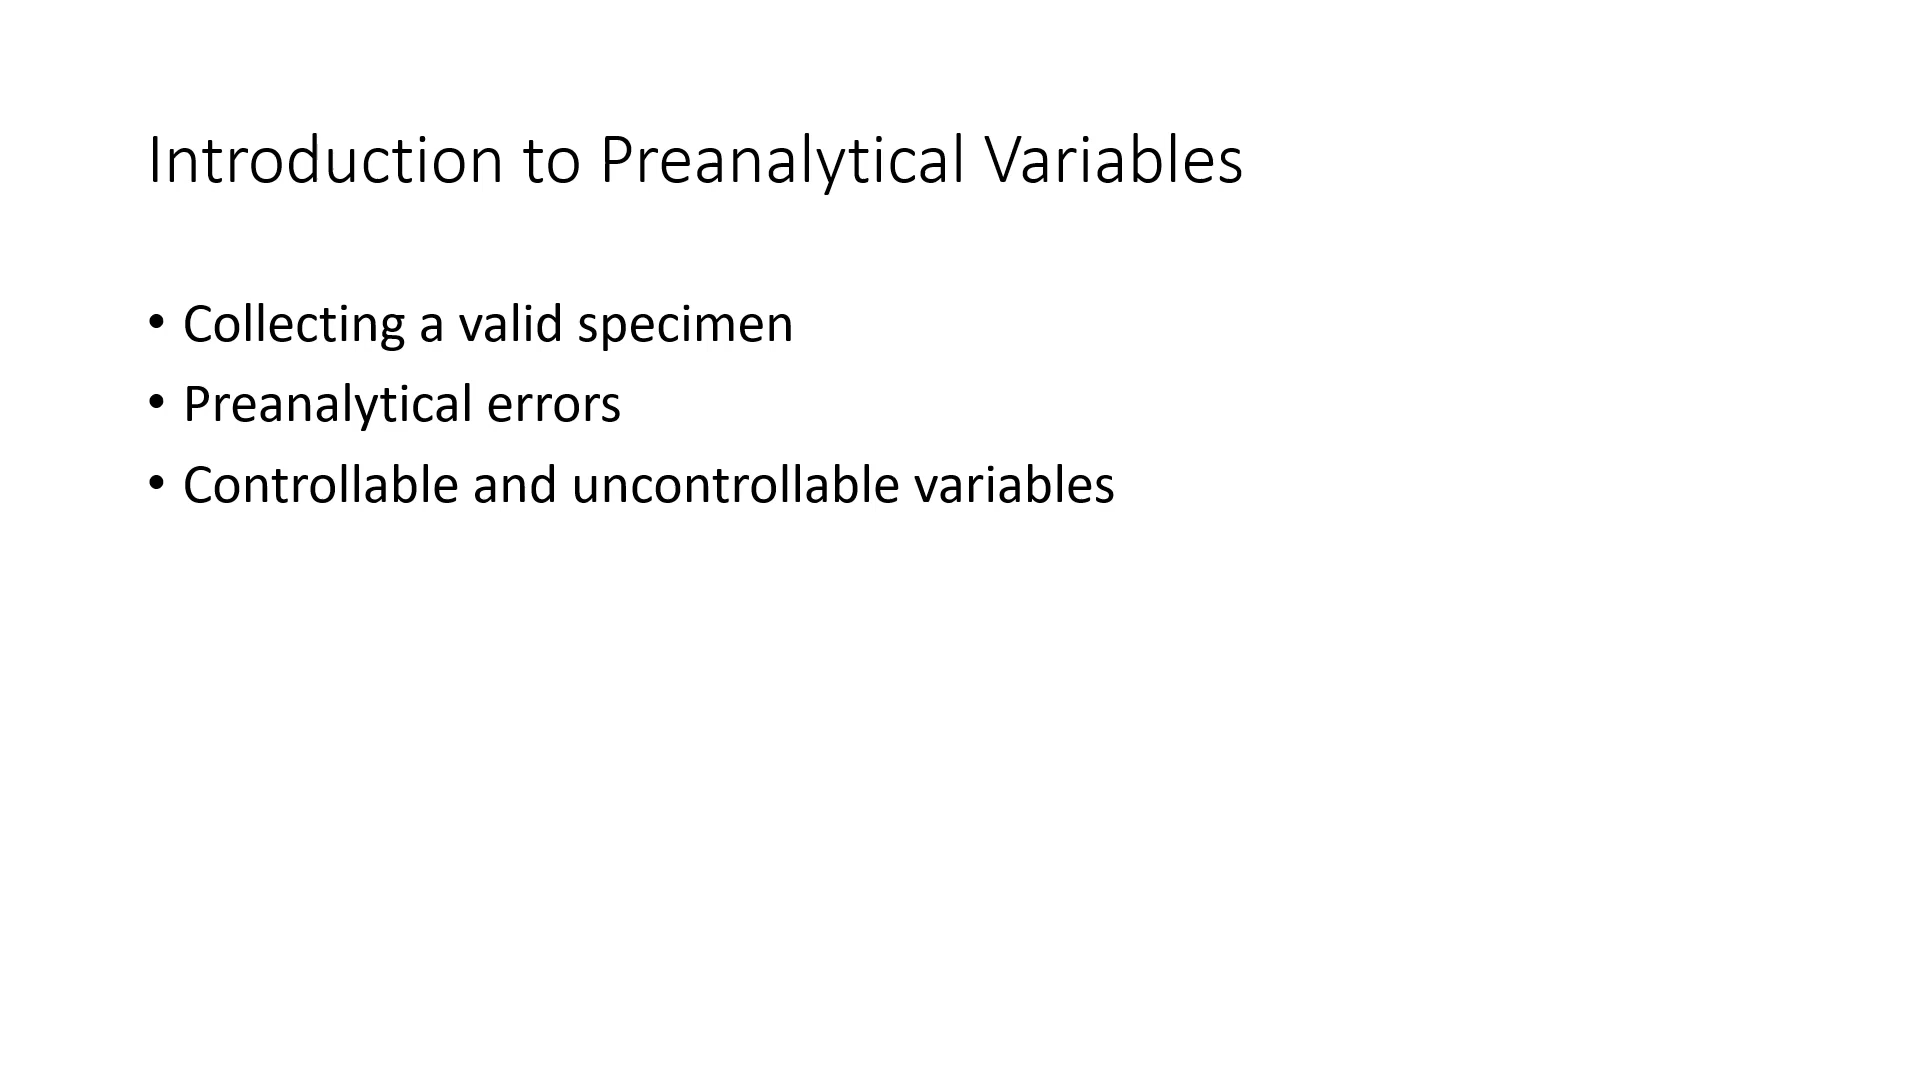 Introduction to Preanalytical Variables
• Collecting a valid specimen
• Preanalytical errors
• Controllable and uncontrollable variables